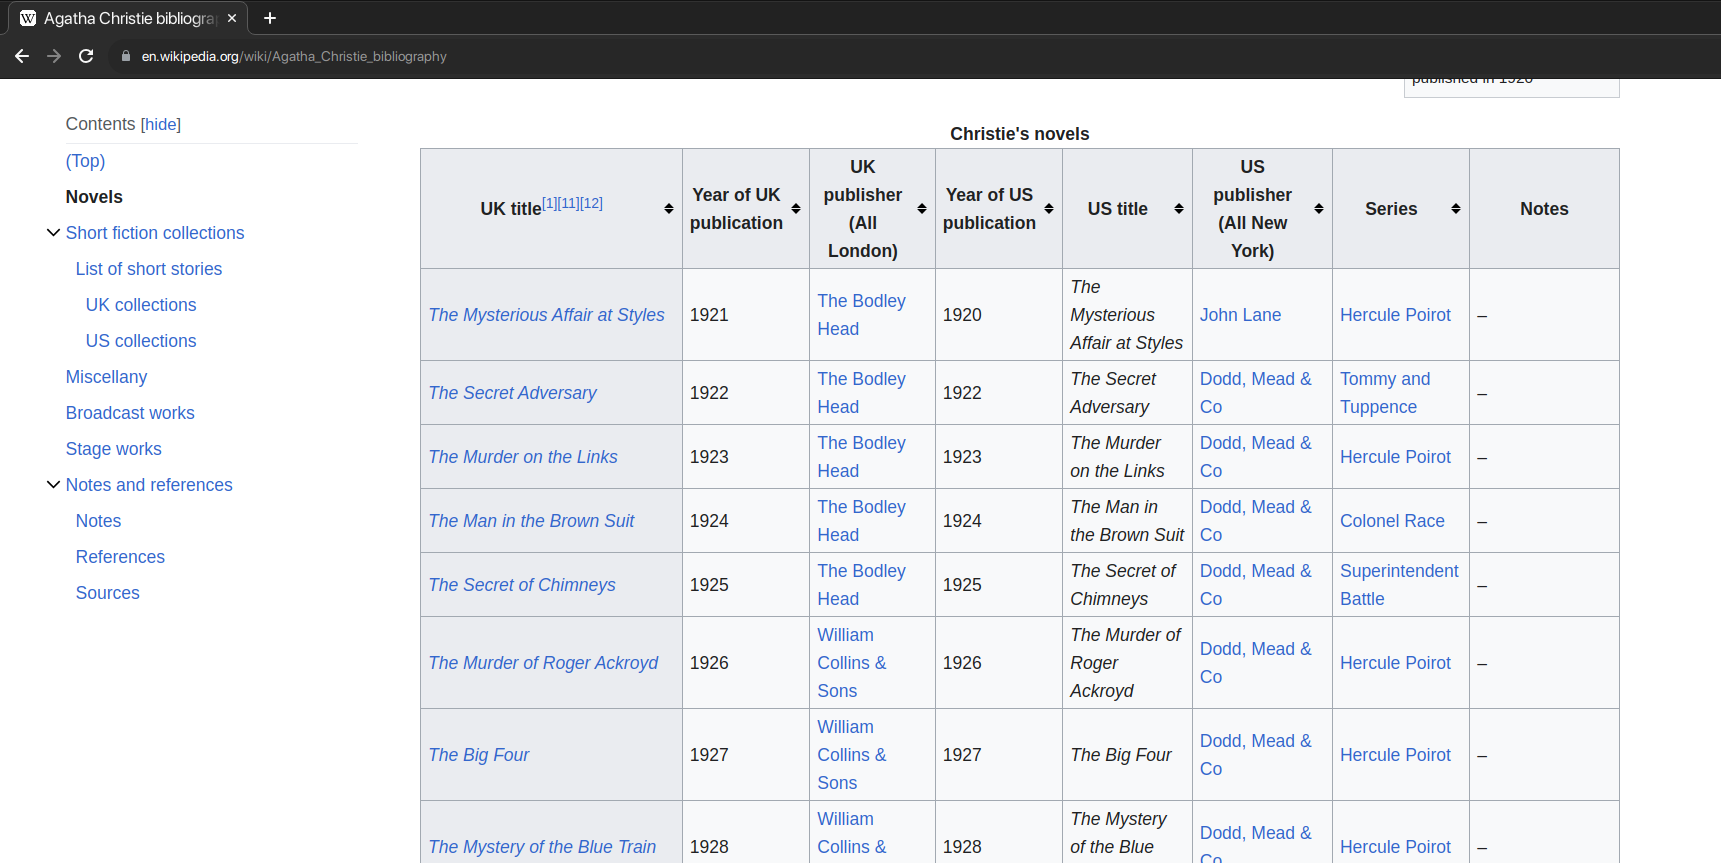 Agatha Christie bibliogra
en.wikipedia.org/wiki/Agatha_Christie_bibliography
published in 1920
Contents [hide]
(Top)
Novels
Short fiction collections
List of short stories
UK collections
US collections
Miscellany
Broadcast works
Stage works
Notes and references
Notes
References
Sources
Christie's novels
UK title[1][11][12]
Year of UK
publication
UK
publisher
(All
London)
Year of US
publication
US title
US
publisher
(All New
York)
Series
Notes
The Mysterious Affair at Styles
1921
The Bodley
Head
1920
The
Mysterious
Affair at Styles
John Lane
Hercule Poirot
–
The Secret Adversary
1922
The Bodley
Head
1922
The Secret
Adversary
Dodd, Mead &
Co
Tommy and
Tuppence
–
The Murder on the Links
1923
The Bodley
Head
1923
The Murder
on the Links
Dodd, Mead &
Co
Hercule Poirot
–
The Man in the Brown Suit
1924
The Bodley
Head
1924
The Man in
the Brown Suit
Dodd, Mead &
Co
Colonel Race
–
The Secret of Chimneys
1925
The Bodley
Head
1925
The Secret of
Chimneys
Dodd, Mead &
Co
Superintendent
Battle
–
The Murder of Roger Ackroyd
1926
William
Collins &
Sons
1926
The Murder of
Roger
Ackroyd
Dodd, Mead &
Co
Hercule Poirot
–
The Big Four
1927
William
Collins &
Sons
1927
The Big Four
Dodd, Mead &
Co
Hercule Poirot
–
The Mystery of the Blue Train
1928
William
Collins &
1928
The Mystery
of the Blue
Dodd, Mead &
Co
Hercule Poirot
–